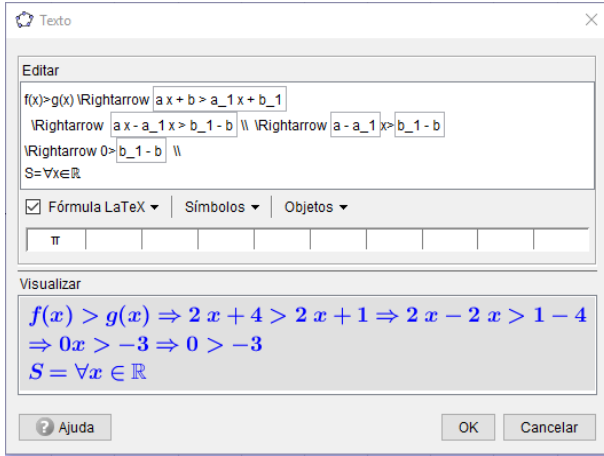 Texto
Editar
f(x)>g(x) \Rightarrow a x + b > a_1 x + b_1
\Rightarrow a x - a_1 x > b_1 - b \\ \Rightarrow a - a_1 x> b_1 - b
\Rightarrow 0> b_1 - b \\
S=∀x∈ℝ
Fórmula LaTeX Símbolos Objetos
π
Visualizar
f(x) > g(x) ⇒ 2 x + 4 > 2 x + 1 ⇒ 2 x − 2 x > 1 − 4
⇒ 0x > −3 ⇒ 0 > −3
S = ∀x ∈ ℝ
Ajuda OK Cancelar